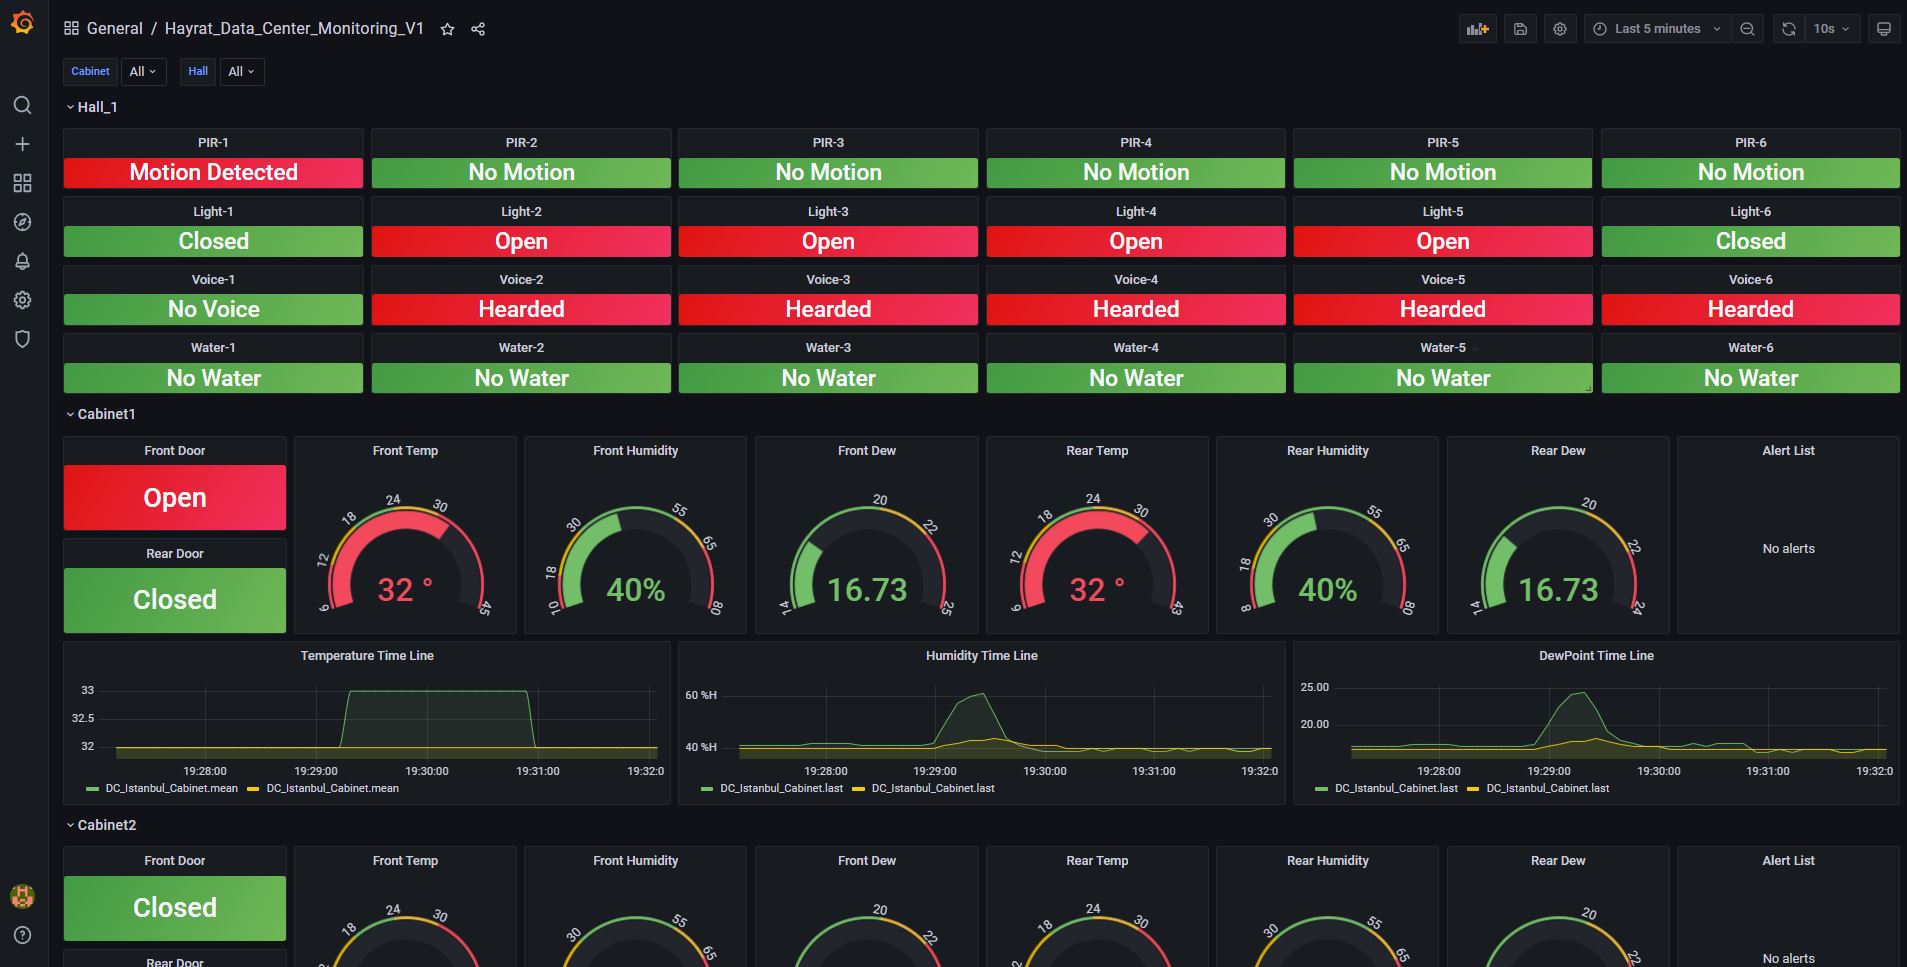 General / Hayrat_Data_Center_Monitoring_V1
Last 5 minutes
10s
Cabinet All Hall All
Hall_1
PIR-1 PIR-2 PIR-3 PIR-4 PIR-5 PIR-6
Motion Detected No Motion No Motion No Motion No Motion No Motion
Light-1 Light-2 Light-3 Light-4 Light-5 Light-6
Closed Open Open Open Open Closed
Voice-1 Voice-2 Voice-3 Voice-4 Voice-5 Voice-6
No Voice Hearded Hearded Hearded Hearded Hearded
Water-1 Water-2 Water-3 Water-4 Water-5 Water-6
No Water No Water No Water No Water No Water No Water
Cabinet1
Front Door
Open
Rear Door
Closed
Front Temp
6 12 18 24 30 45
32 °
Front Humidity
10 18 30 55 65 80
40%
Front Dew
14 20 22 25
16.73
Rear Temp
6 12 18 24 30 43
32 °
Rear Humidity
8 18 30 55 65 80
40%
Rear Dew
14 20 22 24
16.73
Alert List
No alerts
Temperature Time Line
33
32.5
32
19:28:00 19:29:00 19:30:00 19:31:00 19:32:0
DC_Istanbul_Cabinet.mean DC_Istanbul_Cabinet.mean
Humidity Time Line
60 %H
40 %H
19:28:00 19:29:00 19:30:00 19:31:00 19:32:0
DC_Istanbul_Cabinet.last DC_Istanbul_Cabinet.last
DewPoint Time Line
25.00
20.00
19:28:00 19:29:00 19:30:00 19:31:00 19:32:0
DC_Istanbul_Cabinet.last DC_Istanbul_Cabinet.last
Cabinet2
Front Door
Closed
Rear Door
Front Temp
18 24 30
Front Humidity
30 55 65
Front Dew
20 22
Rear Temp
18 24 30
Rear Humidity
30 55 65
Rear Dew
20 22
Alert List
No alerts